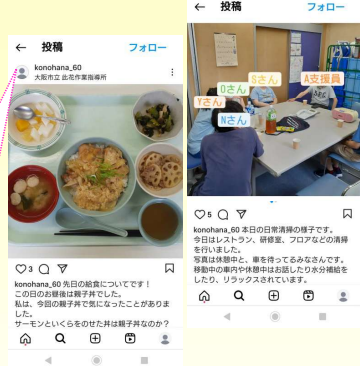 ← 投稿 フォロー
konohana_60
大阪市立 此花作業指導所
3
konohana_60 先日の給食についてです！
この日のお昼後は親子丼でした。
私は、今回の親子丼で気になったことがありま
した。
サーモンといくらをのせた丼は親子丼なのか？
← 投稿 フォロー
Sさん
A支援員
Oさん
Yさん
Nさん
5
konohana_60 本日の日常清掃の様子です。
今日はレストラン、研修室、フロアなどの清掃
を行いました。
写真は休憩中と、車を待ってるみなさんです。
移動中の車内や休憩中はお話したり水分補給を
したり、リラックスされています。